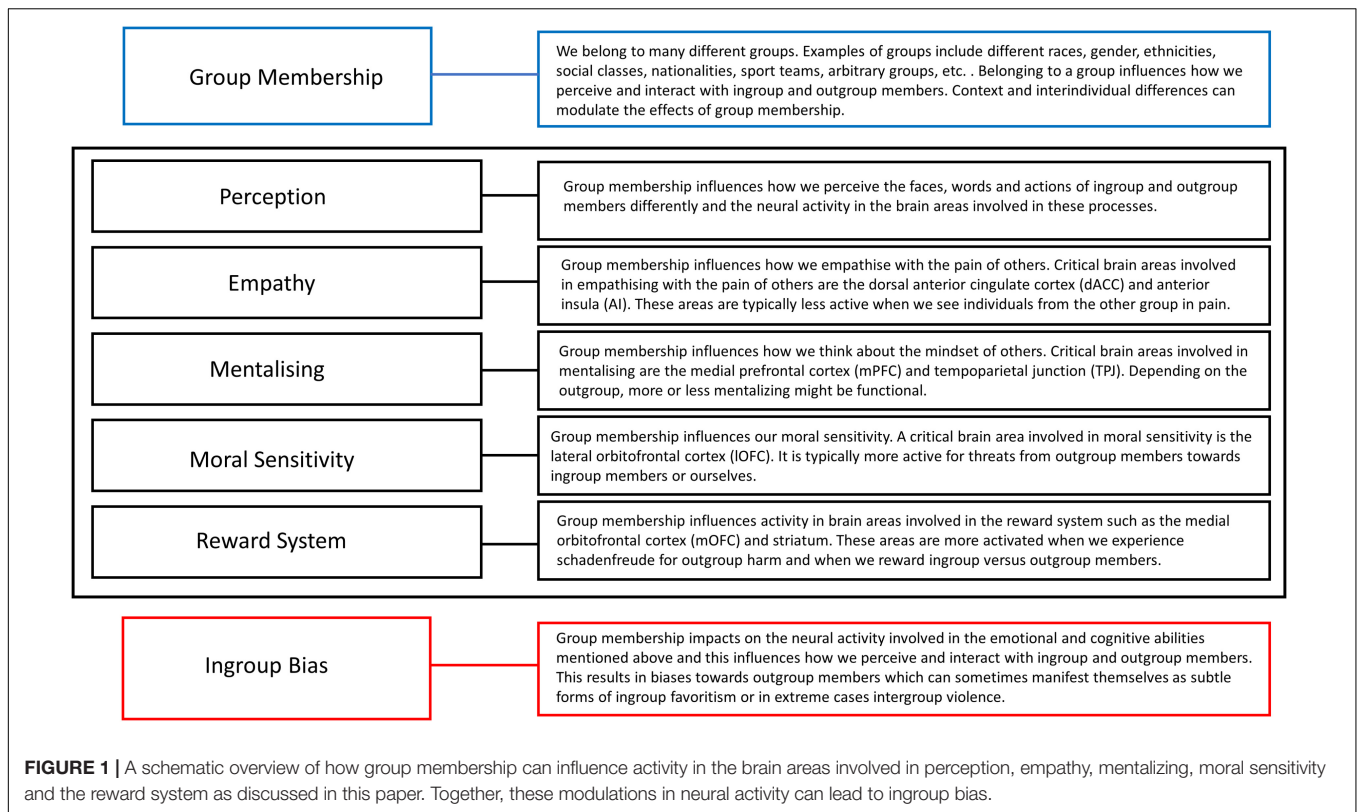 Group Membership
We belong to many different groups. Examples of groups include different races, gender, ethnicities,
social classes, nationalities, sport teams, arbitrary groups, etc. . Belonging to a group influences how we
perceive and interact with ingroup and outgroup members. Context and interindividual differences can
modulate the effects of group membership.
Perception
Group membership influences how we perceive the faces, words and actions of ingroup and outgroup
members differently and the neural activity in the brain areas involved in these processes.
Empathy
Group membership influences how we empathise with the pain of others. Critical brain areas involved
in empathising with the pain of others are the dorsal anterior cingulate cortex (dACC) and anterior
insula (AI). These areas are typically less active when we see individuals from the other group in pain.
Mentalising
Group membership influences how we think about the mindset of others. Critical brain areas involved in
mentalising are the medial prefrontal cortex (mPFC) and tempoparietal junction (TPJ). Depending on the
outgroup, more or less mentalizing might be functional.
Moral Sensitivity
Group membership influences our moral sensitivity. A critical brain area involved in moral sensitivity is the
lateral orbitofrontal cortex (lOFC). It is typically more active for threats from outgroup members towards
ingroup members or ourselves.
Reward System
Group membership influences activity in brain areas involved in the reward system such as the medial
orbitofrontal cortex (mOFC) and striatum. These areas are more activated when we experience
schadenfreude for outgroup harm and when we reward ingroup versus outgroup members.
Ingroup Bias
Group membership impacts on the neural activity involved in the emotional and cognitive abilities
mentioned above and this influences how we perceive and interact with ingroup and outgroup members.
This results in biases towards outgroup members which can sometimes manifest themselves as subtle
forms of ingroup favoritism or in extreme cases intergroup violence.
FIGURE 1 | A schematic overview of how group membership can influence activity in the brain areas involved in perception, empathy, mentalizing, moral sensitivity
and the reward system as discussed in this paper. Together, these modulations in neural activity can lead to ingroup bias.